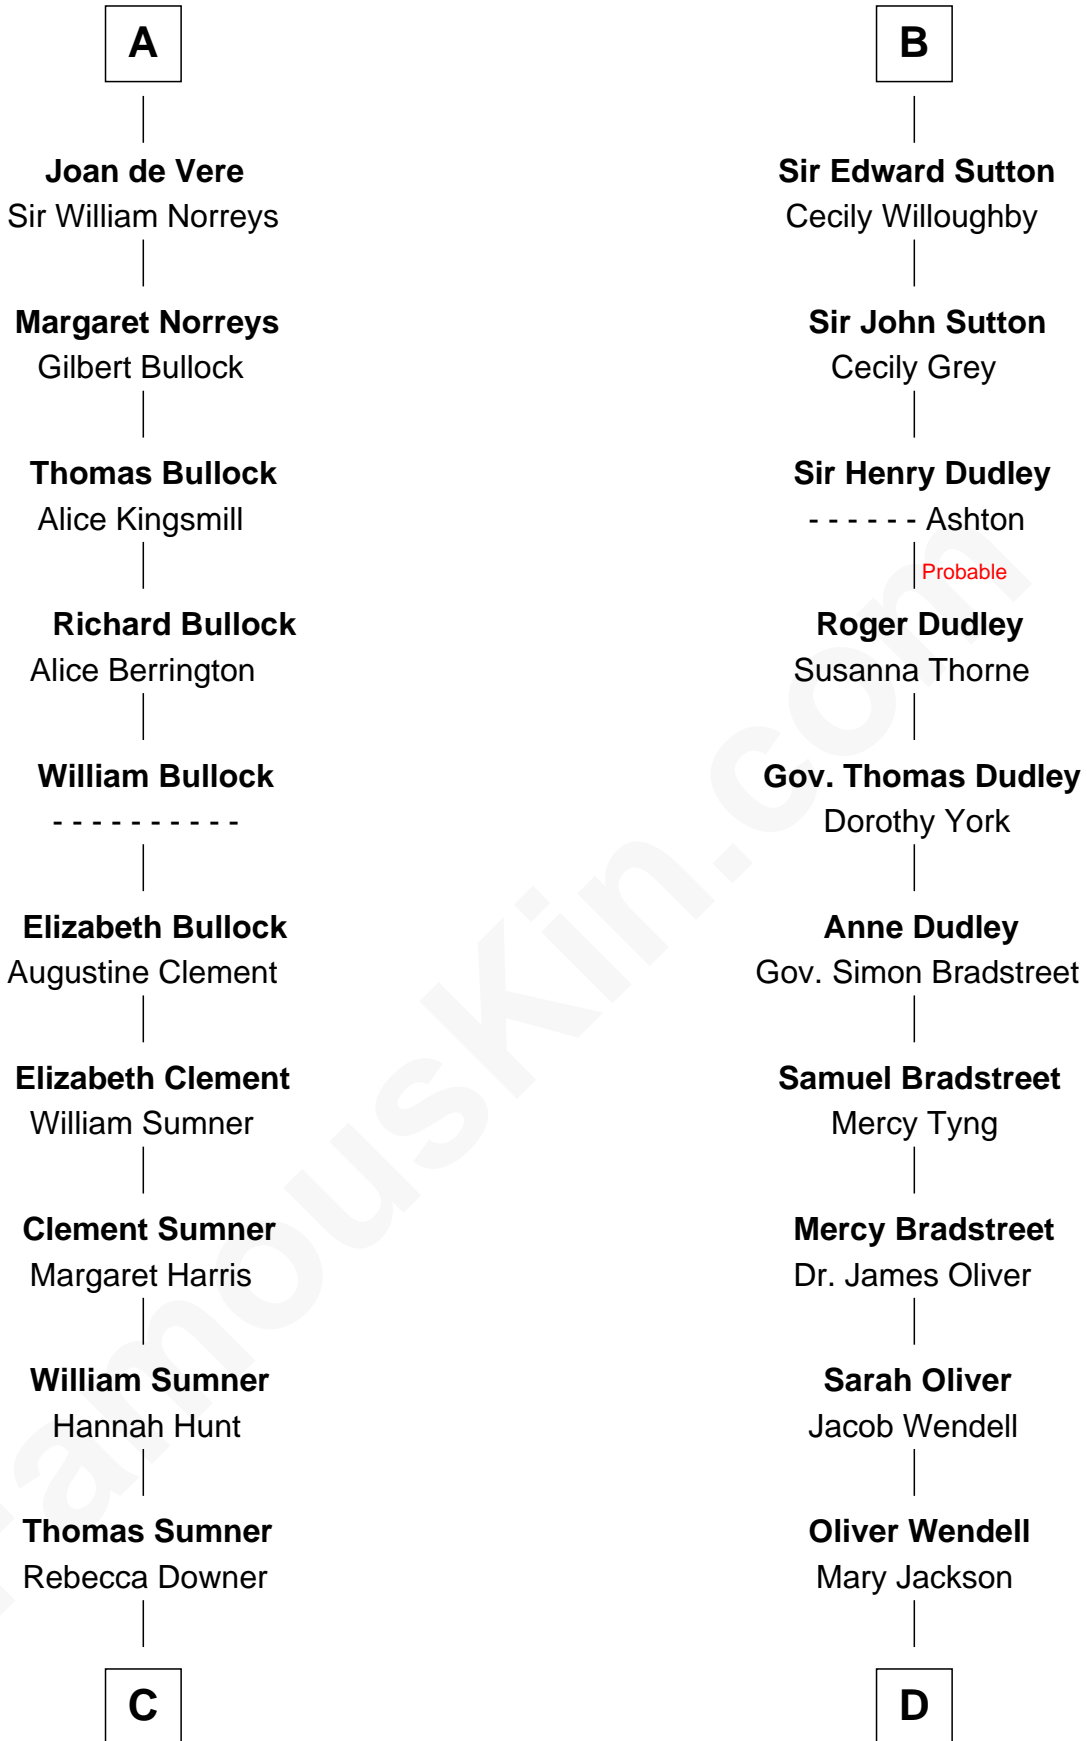 A
Joan de Vere
Sir William Norreys
Margaret Norreys
Gilbert Bullock
Thomas Bullock
Alice Kingsmill
Richard Bullock
Alice Berrington
William Bullock
- - - - - - - - - -
Elizabeth Bullock
Augustine Clement
Elizabeth Clement
William Sumner
Clement Sumner
Margaret Harris
William Sumner
Hannah Hunt
Thomas Sumner
Rebecca Downer
C
B
Sir Edward Sutton
Cecily Willoughby
Sir John Sutton
Cecily Grey
Sir Henry Dudley
- - - - - - Ashton
Probable
Roger Dudley
Susanna Thorne
Gov. Thomas Dudley
Dorothy York
Anne Dudley
Gov. Simon Bradstreet
Samuel Bradstreet
Mercy Tyng
Mercy Bradstreet
Dr. James Oliver
Sarah Oliver
Jacob Wendell
Oliver Wendell
Mary Jackson
D
FamousKin.com